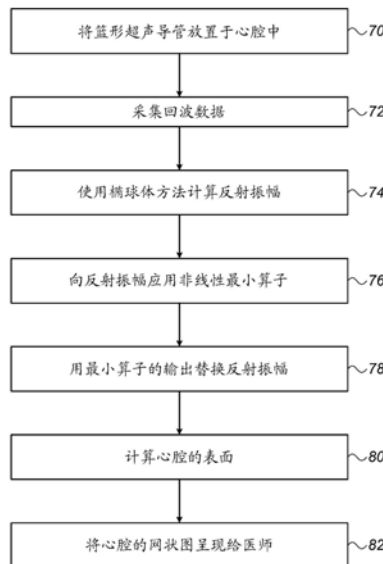 将篮形超声导管放置于心腔中 70
采集回波数据 72
使用椭球体方法计算反射振幅 74
向反射振幅应用非线性最小算子 76
用最小算子的输出替换反射振幅 78
计算心腔的表面 80
将心腔的网状图呈现给医师 82